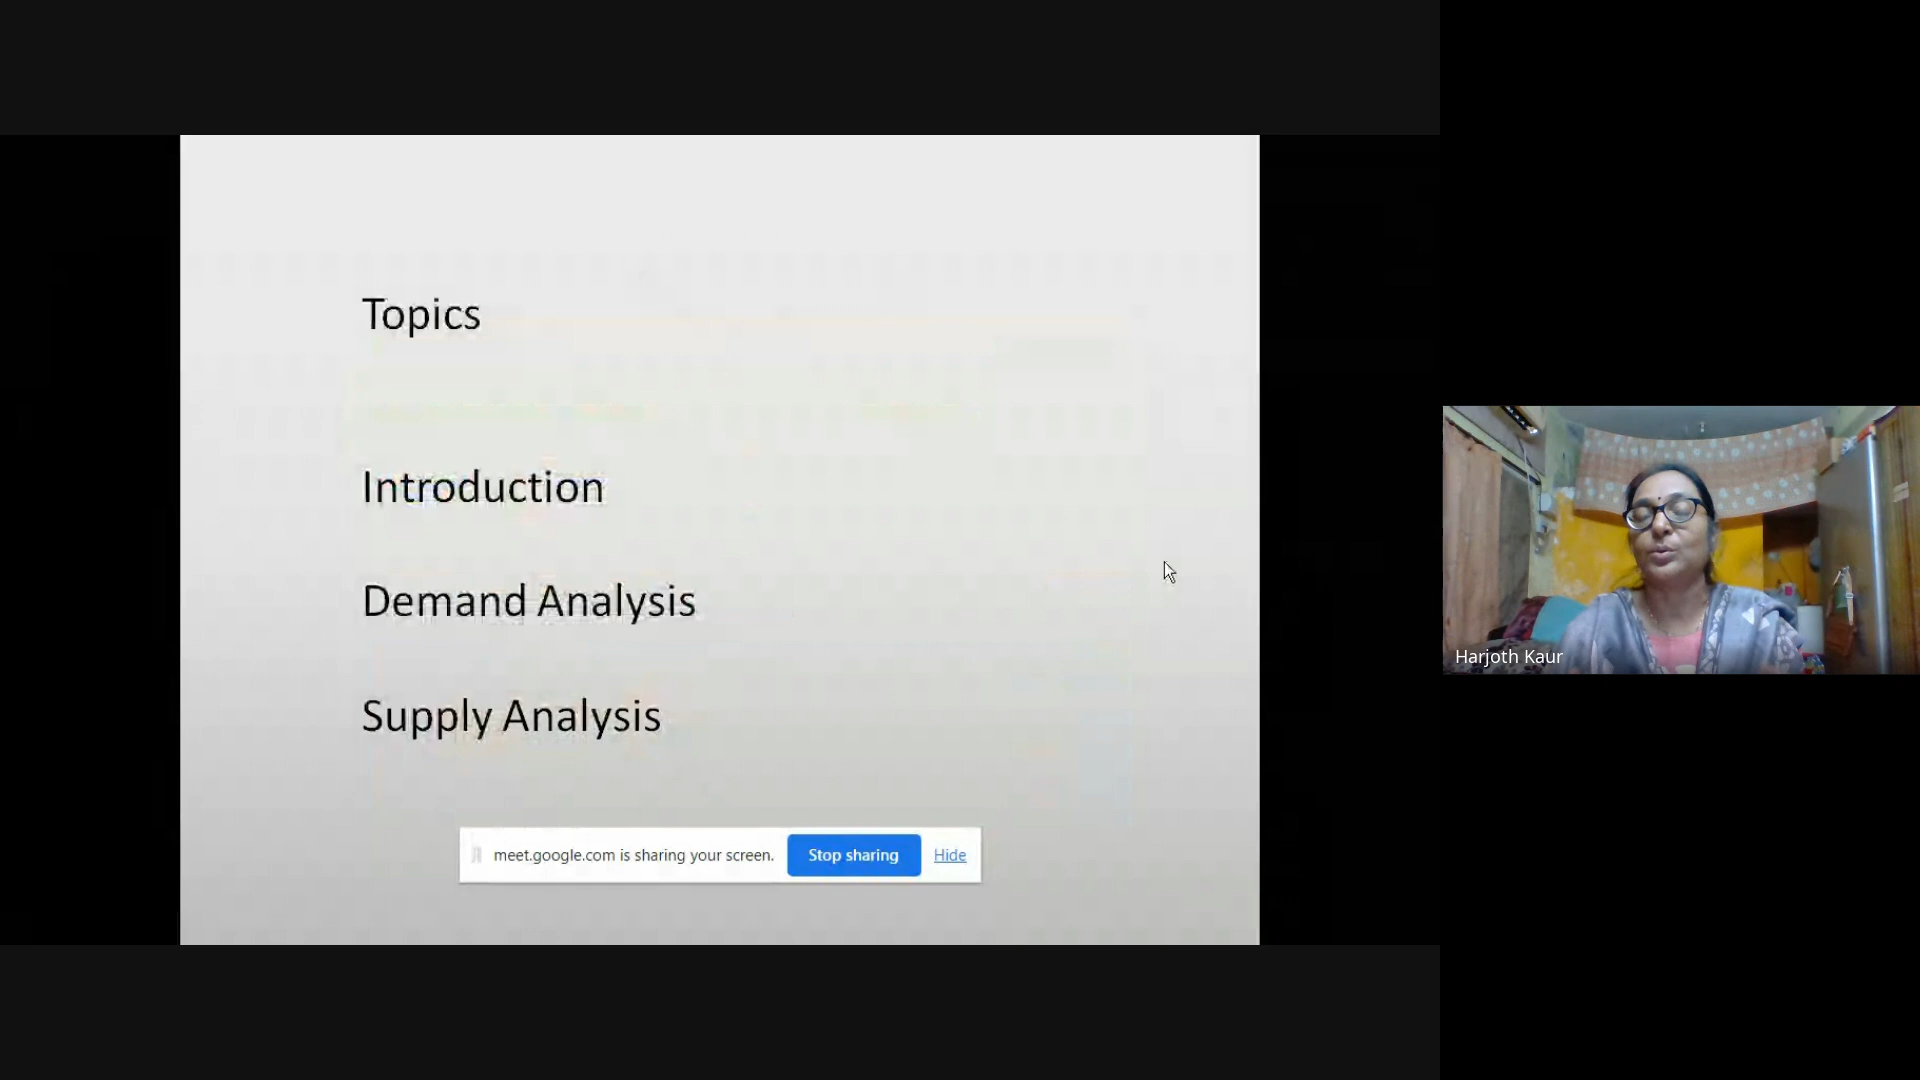 Topics
Introduction
Demand Analysis
Supply Analysis
meet.google.com is sharing your screen. Stop sharing Hide
Harjoth Kaur